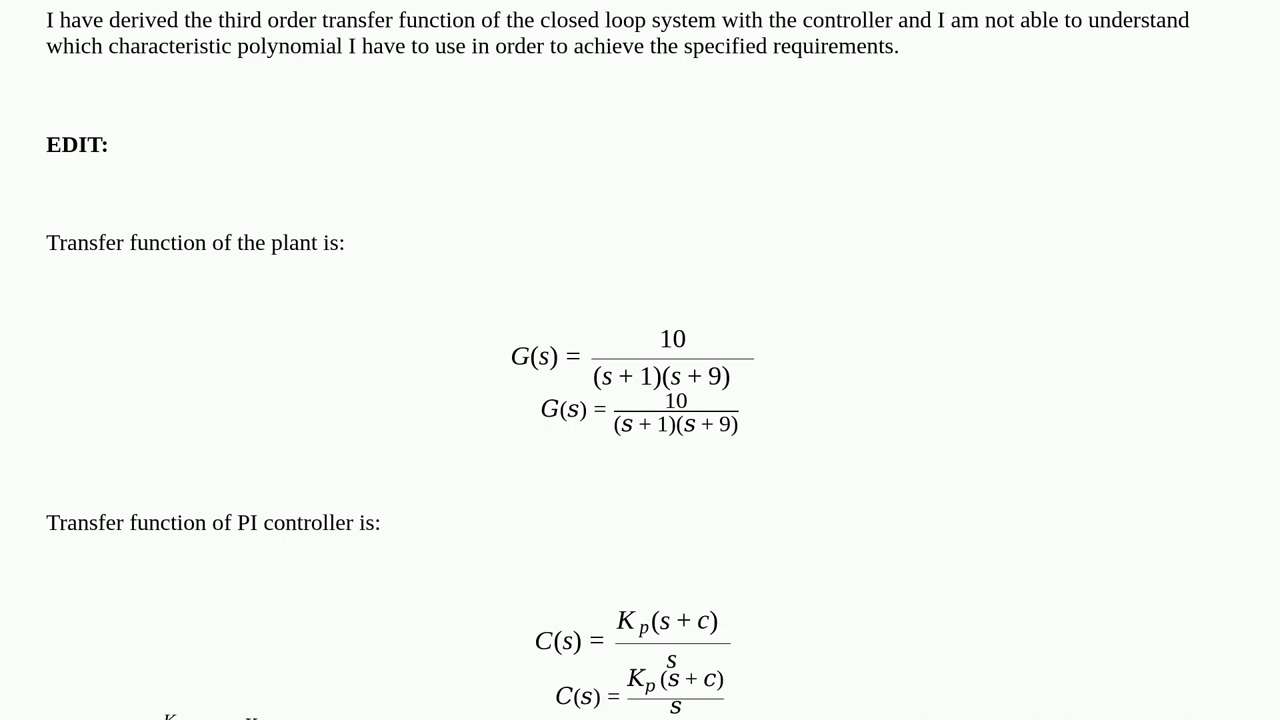 I have derived the third order transfer function of the closed loop system with the controller and I am not able to understand
which characteristic polynomial I have to use in order to achieve the specified requirements.
EDIT:
Transfer function of the plant is:
G(s) = 10 / (s + 1)(s + 9)
G(s) = 10 / (s + 1)(s + 9)
Transfer function of PI controller is:
C(s) = K_p(s + c) / s
C(s) = K_p(s + c) / s